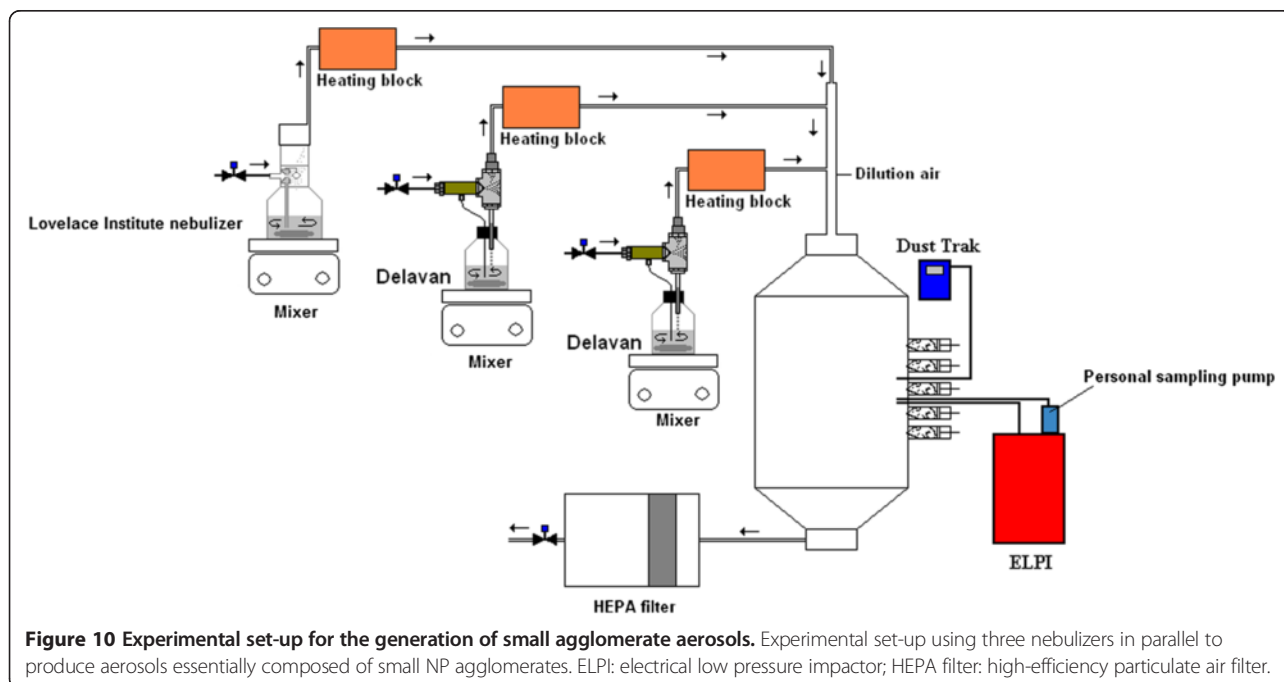 Heating block
Heating block
Heating block
Dilution air
Lovelace Institute nebulizer
Mixer
Delavan
Mixer
Delavan
Mixer
Dust Trak
Personal sampling pump
ELPI
HEPA filter
Figure 10 Experimental set-up for the generation of small agglomerate aerosols. Experimental set-up using three nebulizers in parallel to
produce aerosols essentially composed of small NP agglomerates. ELPI: electrical low pressure impactor; HEPA filter: high-efficiency particulate air filter.